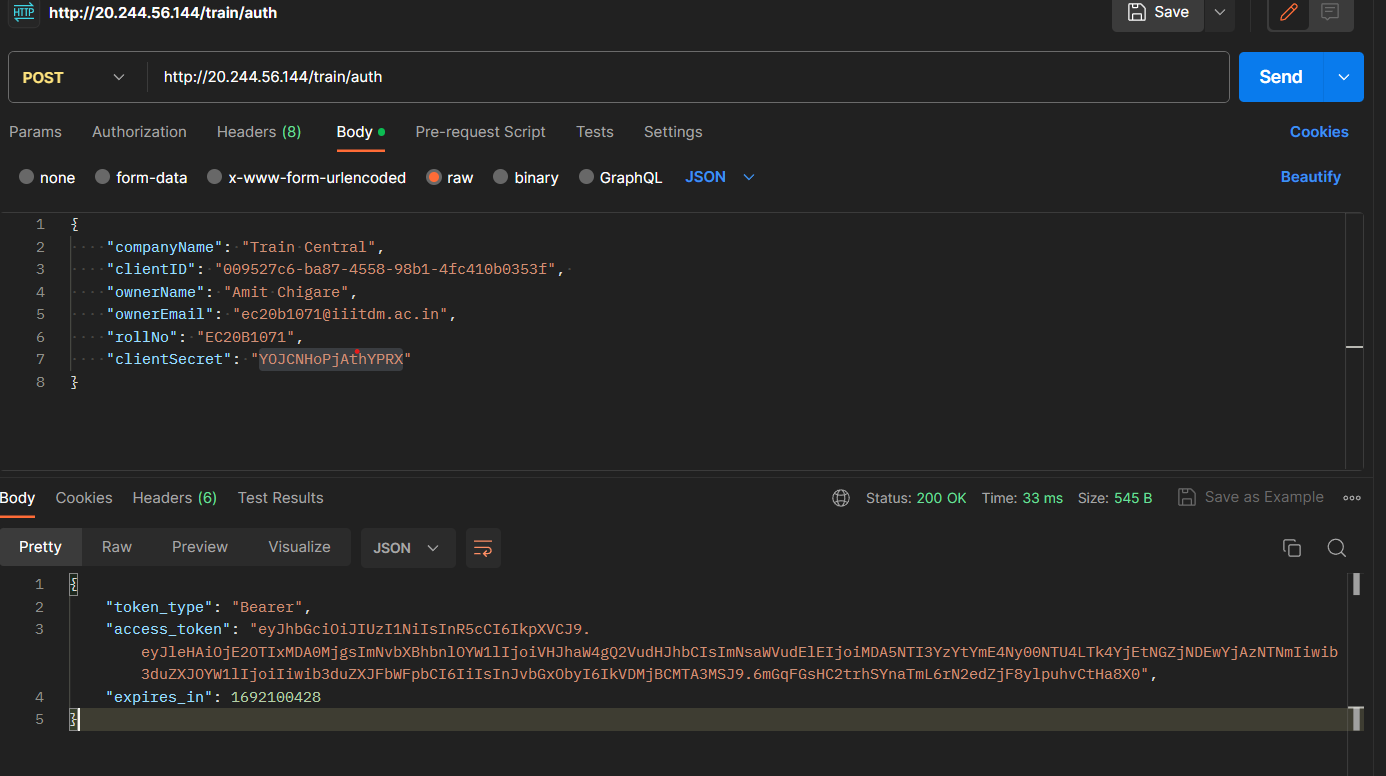 HTTP http://20.244.56.144/train/auth Save
POST http://20.244.56.144/train/auth Send
Params Authorization Headers (8) Body Pre-request Script Tests Settings Cookies
none form-data x-www-form-urlencoded raw binary GraphQL JSON Beautify
1 {
2 "companyName": "Train Central",
3 "clientID": "009527c6-ba87-4558-98b1-4fc410b0353f",
4 "ownerName": "Amit Chigare",
5 "ownerEmail": "ec20b1071@iiitdm.ac.in",
6 "rollNo": "EC20B1071",
7 "clientSecret": "YOJCNHoPjAthYPRX"
8 }
Body Cookies Headers (6) Test Results Status: 200 OK Time: 33 ms Size: 545 B Save as Example
Pretty Raw Preview Visualize JSON
1 {
2 "token_type": "Bearer",
3 "access_token": "eyJhbGciOiJIUzI1NiIsInR5cCI6IkpXVCJ9.
eyJleHAiOjE2OTIxMDA0MjgsImNvbXBhbnlOYW1lIjoiVHJhaW4gQ2VudHJhbCIsImNsaWVudElEIjoiMDA5NTI3YzYtYmE4Ny00NTU4LTk4YjEtNGZjNDEwYjAzNTNmIiwib
3duZXJOYW1lIjoiIiwib3duZXJFbWFpbCI6IiIsInJvbGxObyI6IkVDMjBCMTA3MSJ9.6mGqFGsHC2trhSYnaTmL6rN2edZjF8ylpuhvCtHa8X0",
4 "expires_in": 1692100428
5 }